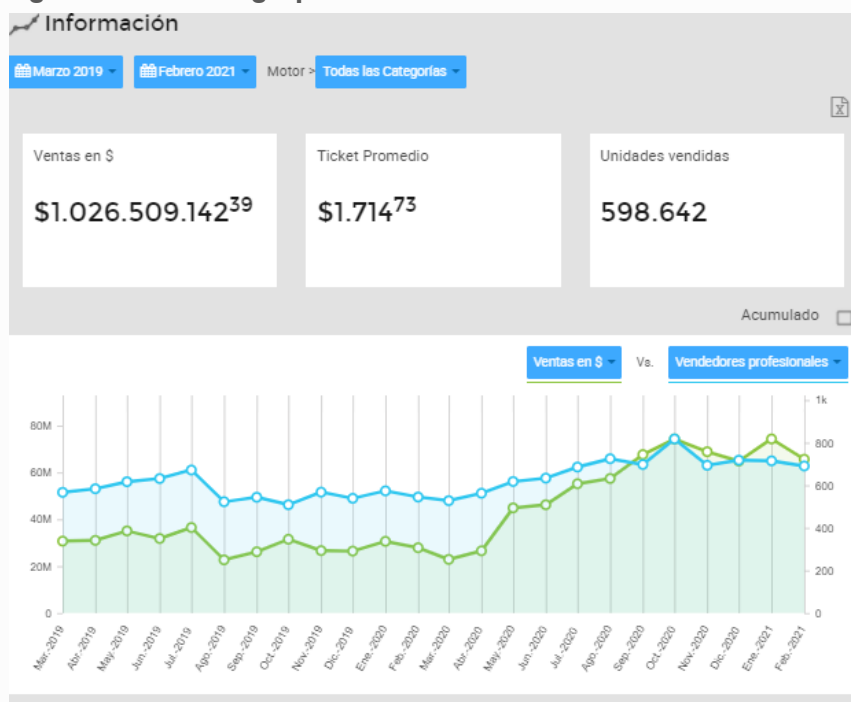 Información
Marzo 2019
Febrero 2021
Motor > Todas las Categorías
Ventas en $
Ticket Promedio
Unidades vendidas
$1.026.509.142³⁹
$1.714⁷³
598.642
Acumulado
Ventas en $
Vs.
Vendedores profesionales
1k
80M
800
60M
600
40M
400
20M
200
0
0
Mar.-2019
Abr.-2019
May.-2019
Jun.-2019
Jul.-2019
Ago.-2019
Sep.-2019
Oct.-2019
Nov.-2019
Dic.-2019
Ene.-2020
Feb.-2020
Mar.-2020
Abr.-2020
May.-2020
Jun.-2020
Jul.-2020
Ago.-2020
Sep.-2020
Oct.-2020
Nov.-2020
Dic.-2020
Ene.-2021
Feb.-2021